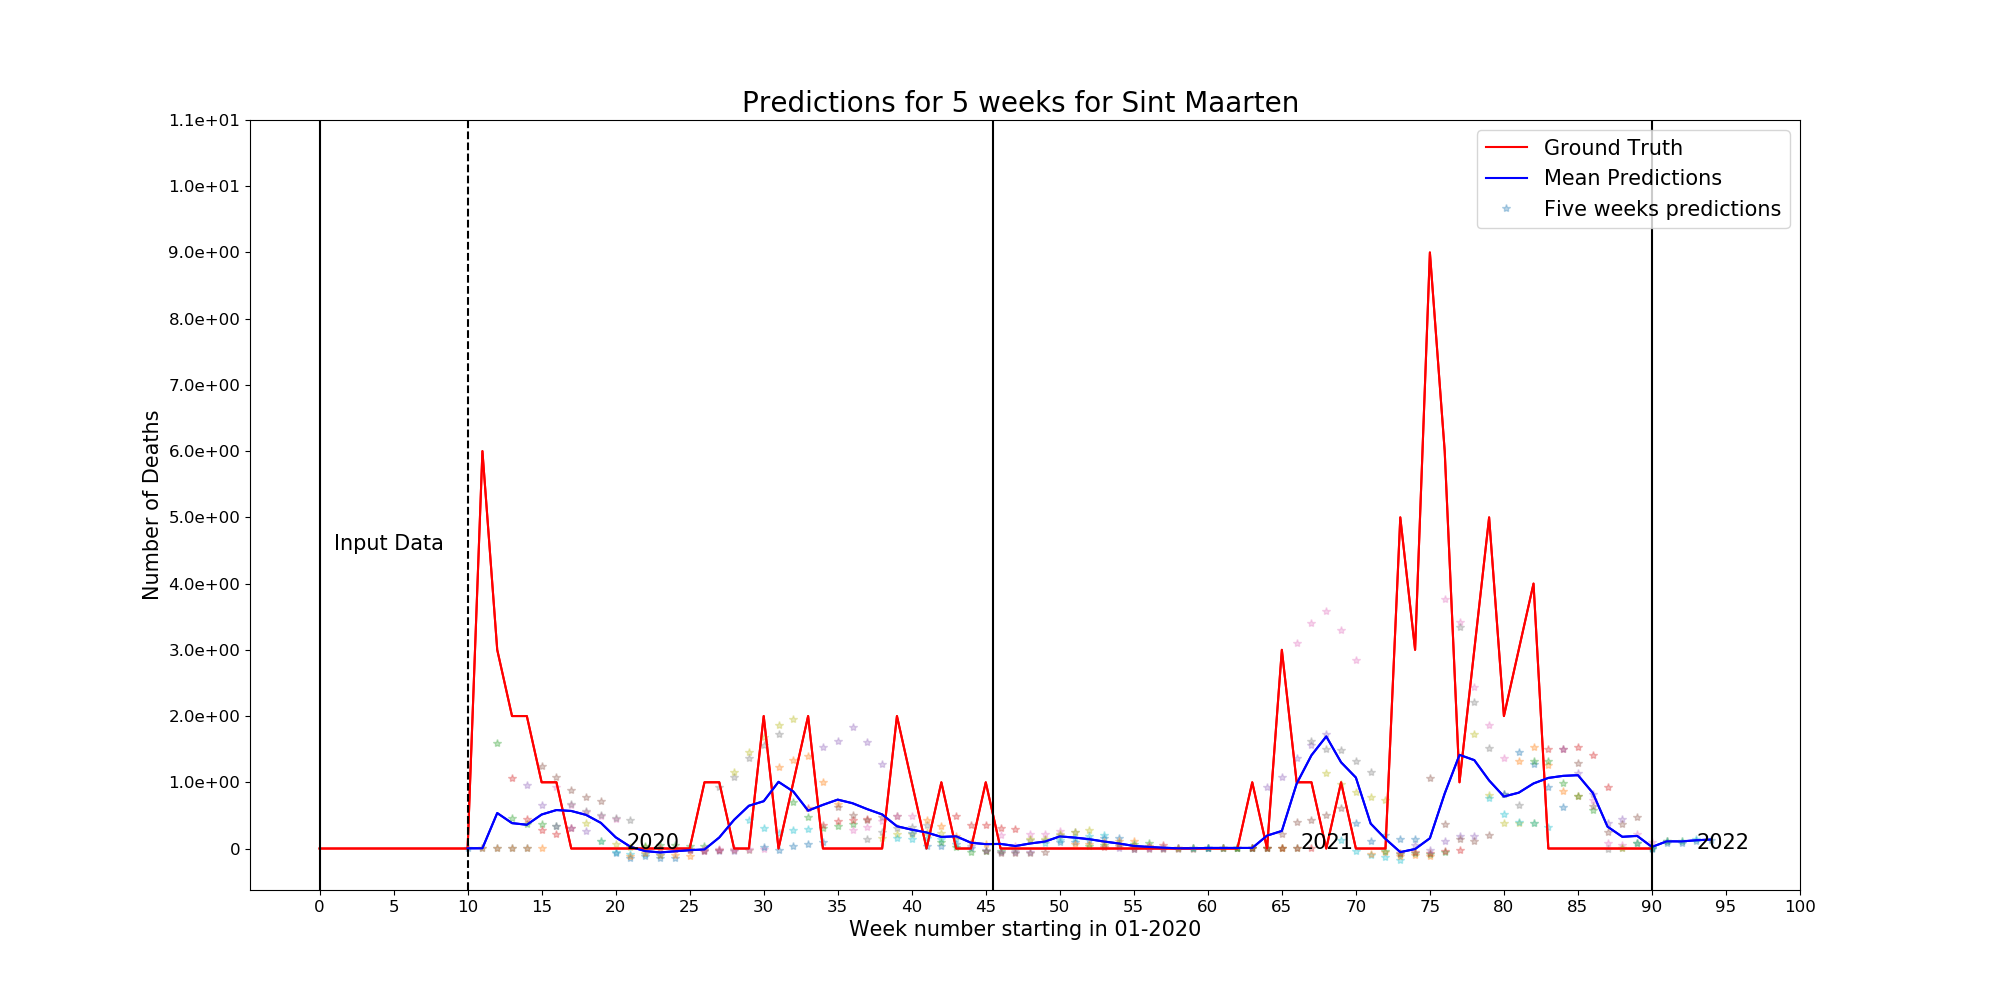 Predictions for 5 weeks for Sint Maarten
1.1e+01
1.0e+01
9.0e+00
8.0e+00
7.0e+00
6.0e+00
5.0e+00
4.0e+00
3.0e+00
2.0e+00
1.0e+00
0
Number of Deaths
Ground Truth
Mean Predictions
Five weeks predictions
Input Data
2020
2021
2022
0 5 10 15 20 25 30 35 40 45 50 55 60 65 70 75 80 85 90 95 100
Week number starting in 01-2020